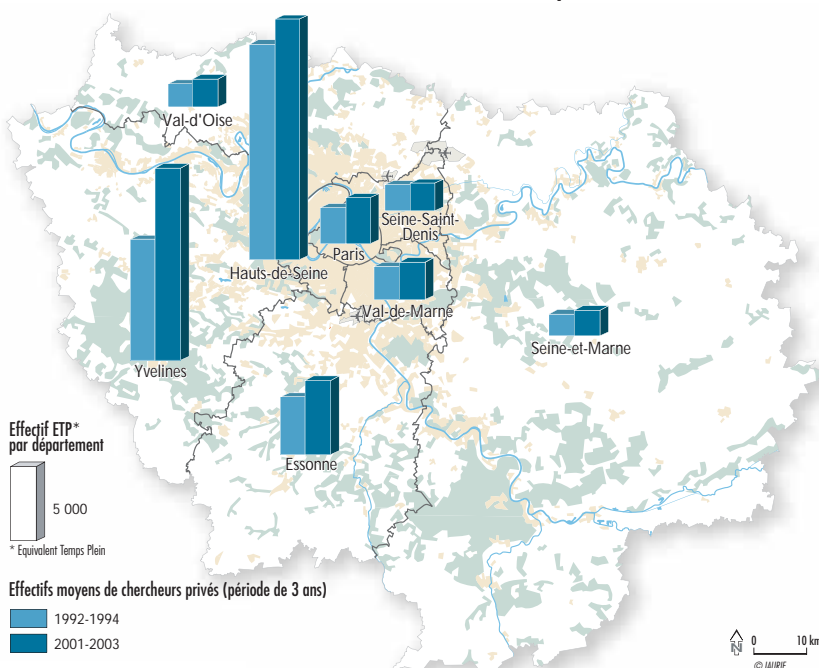 Val-d'Oise
Seine-Saint-
Denis
Paris
Hauts-de-Seine
Val-de-Marne
Seine-et-Marne
Yvelines
Essonne
Effectif ETP*
par département
5 000
* Equivalent Temps Plein
Effectifs moyens de chercheurs privés (période de 3 ans)
1992-1994
2001-2003
N
0 10 km
© IAURIF